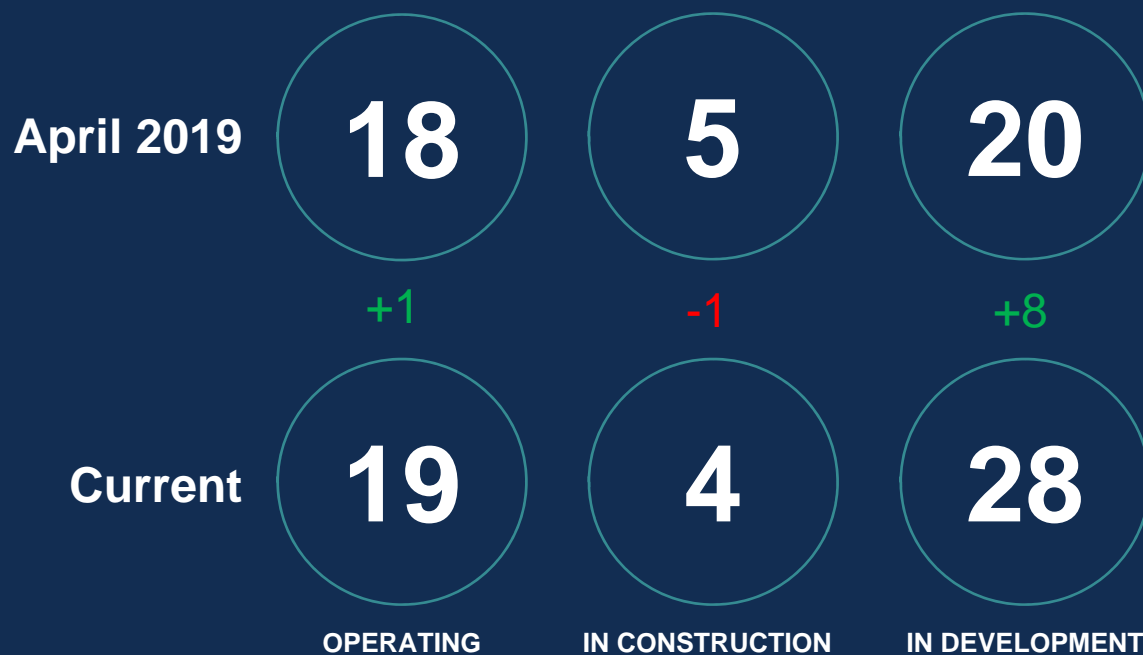 April 2019
18
5
20
+1
-1
+8
Current
19
4
28
OPERATING
IN CONSTRUCTION
IN DEVELOPMENT